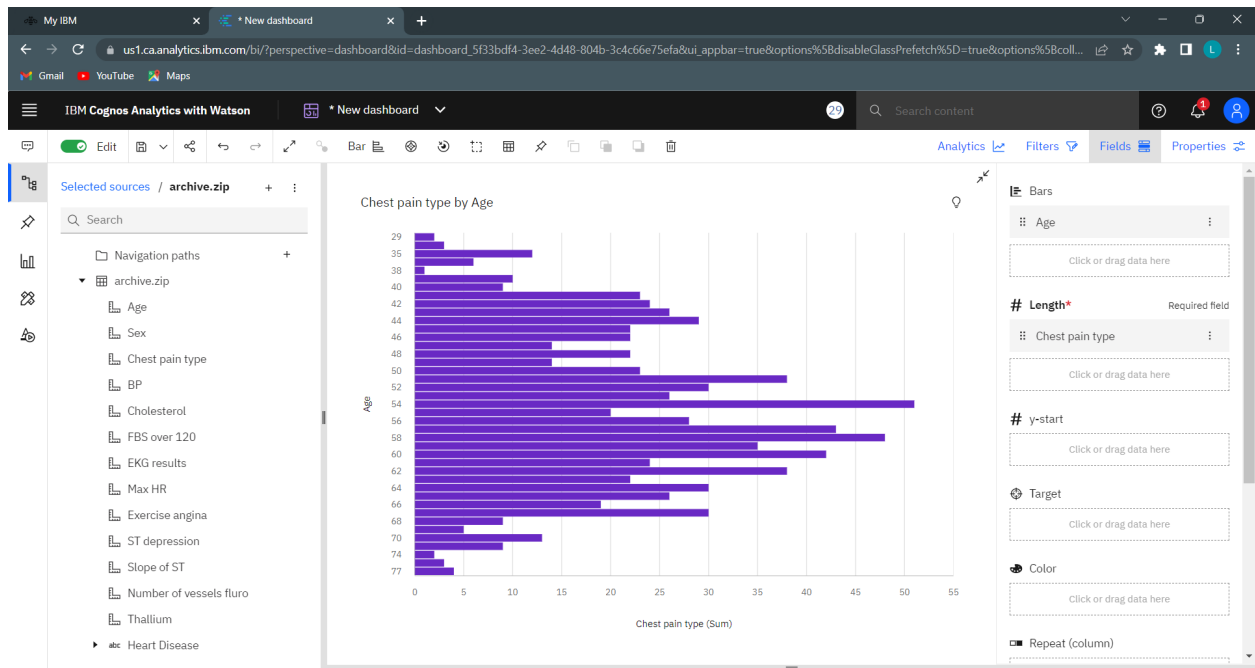 My IBM
* New dashboard
us1.ca.analytics.ibm.com/bi/?perspective=dashboard&id=dashboard_5f33bdf4-3ee2-4d48-804b-3c4c66e75efa&ui_appbar=true&options%5BdisableGlassPrefetch%5D=true&options%5Bcoll...
L
Gmail
YouTube
Maps
IBM Cognos Analytics with Watson
* New dashboard
29
Search content
1
Edit
Bar
Analytics
Filters
Fields
Properties
Selected sources / archive.zip
Search
Navigation paths
archive.zip
Age
Sex
Chest pain type
BP
Cholesterol
FBS over 120
EKG results
Max HR
Exercise angina
ST depression
Slope of ST
Number of vessels fluro
Thallium
abc Heart Disease
Chest pain type by Age
Age
29
35
38
40
42
44
46
48
50
52
54
56
58
60
62
64
66
68
70
74
77
0 5 10 15 20 25 30 35 40 45 50 55
Chest pain type (Sum)
Bars
Age
Click or drag data here
# Length* Required field
Chest pain type
Click or drag data here
# y-start
Click or drag data here
Target
Click or drag data here
Color
Click or drag data here
Repeat (column)